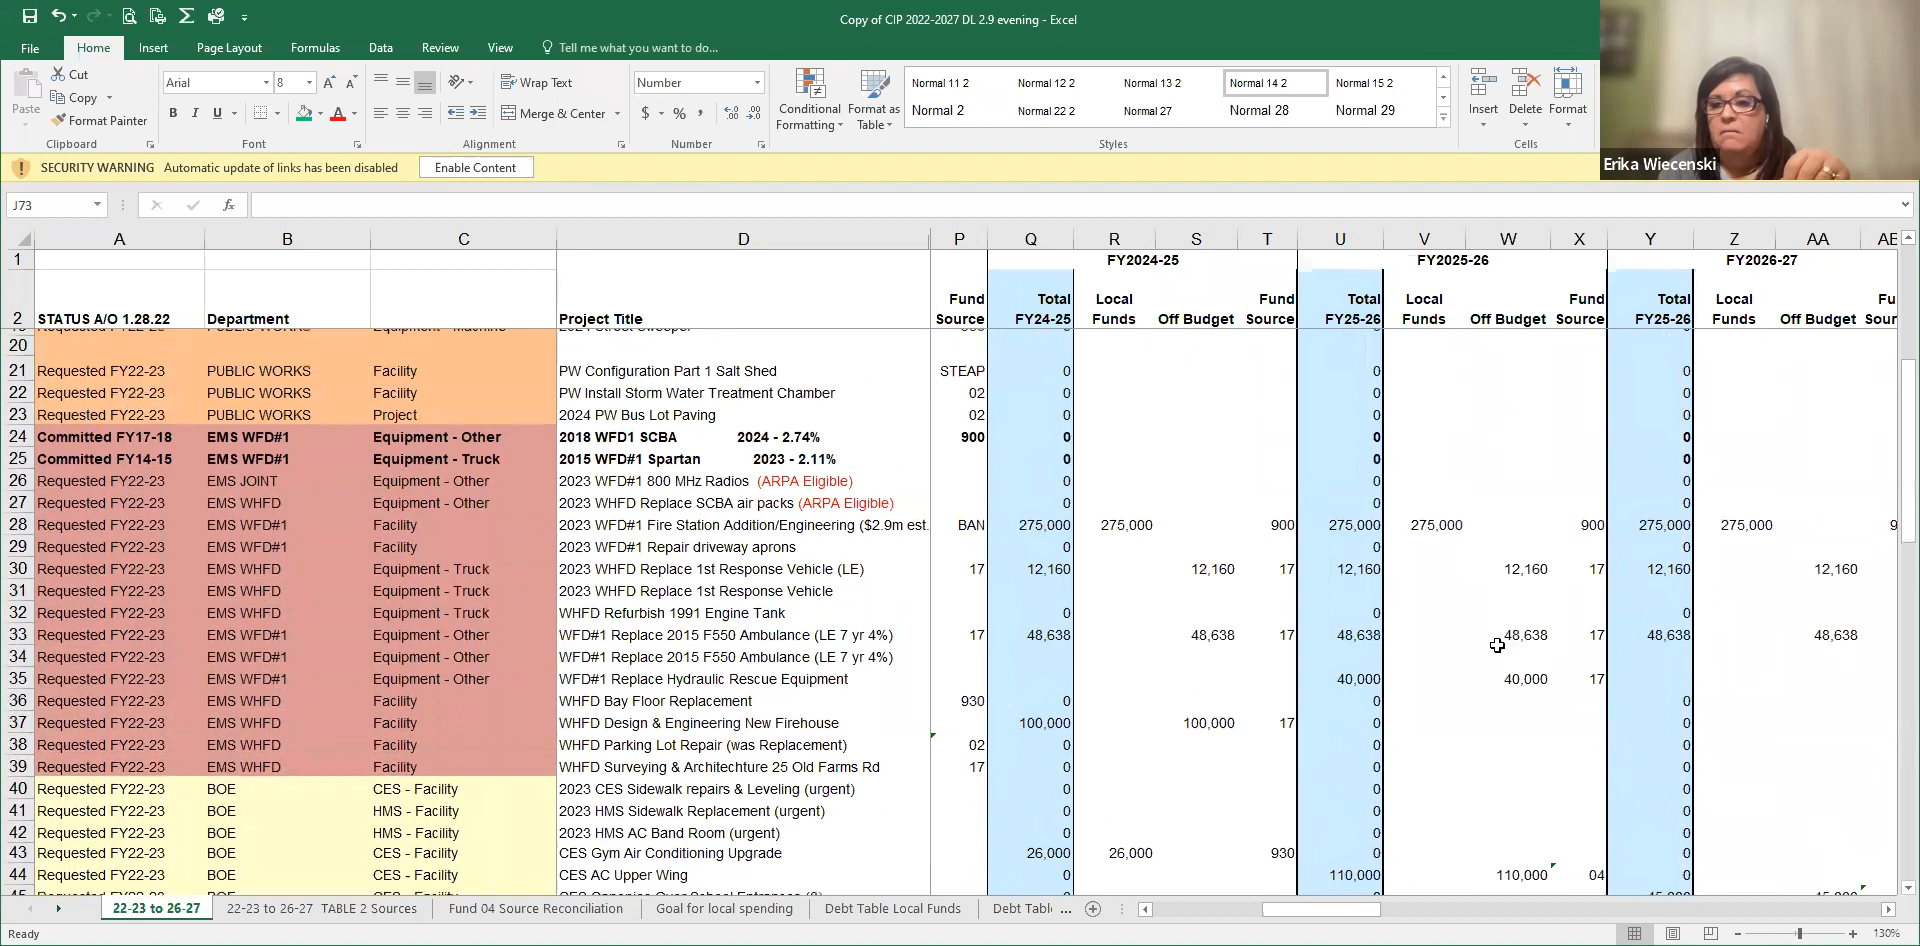 Copy of CIP 2022-2027 DL 2.9 evening - Excel
File Home Insert Page Layout Formulas Data Review View Tell me what you want to do...
Cut
Copy
Paste
Format Painter
Clipboard
Arial 8
B I U
Font
Wrap Text
Merge & Center
Alignment
Number
$ %
Number
Conditional Formatting
Format as Table
Normal 11 2 Normal 12 2 Normal 13 2 Normal 14 2 Normal 15 2
Normal 2 Normal 22 2 Normal 27 Normal 28 Normal 29
Styles
Insert Delete Format
Cells
Erika Wiecenski
SECURITY WARNING Automatic update of links has been disabled Enable Content
J73 fx
A B C D P Q R S T U V W X Y Z AA AB
1 FY2024-25 FY2025-26 FY2026-27
Fund Total Local Fund Total Local Fund Total Local Fu
2 STATUS A/O 1.28.22 Department Project Title Source FY24-25 Funds Off Budget Source FY25-26 Funds Off Budget Source FY25-26 Funds Off Budget Sour
20
21 Requested FY22-23 PUBLIC WORKS Facility PW Configuration Part 1 Salt Shed STEAP 0 0 0
22 Requested FY22-23 PUBLIC WORKS Facility PW Install Storm Water Treatment Chamber 02 0 0 0
23 Requested FY22-23 PUBLIC WORKS Project 2024 PW Bus Lot Paving 02 0 0 0
24 Committed FY17-18 EMS WFD#1 Equipment - Other 2018 WFD1 SCBA 2024 - 2.74% 900 0 0 0
25 Committed FY14-15 EMS WFD#1 Equipment - Truck 2015 WFD#1 Spartan 2023 - 2.11% 0 0 0
26 Requested FY22-23 EMS JOINT Equipment - Other 2023 WFD#1 800 MHz Radios (ARPA Eligible) 0 0 0
27 Requested FY22-23 EMS WHFD Equipment - Other 2023 WHFD Replace SCBA air packs (ARPA Eligible) 0 0 0
28 Requested FY22-23 EMS WFD#1 Facility 2023 WFD#1 Fire Station Addition/Engineering ($2.9m est. BAN 275,000 275,000 900 275,000 275,000 900 275,000 275,000 9
29 Requested FY22-23 EMS WFD#1 Facility 2023 WFD#1 Repair driveway aprons 0 0 0
30 Requested FY22-23 EMS WHFD Equipment - Truck 2023 WHFD Replace 1st Response Vehicle (LE) 17 12,160 12,160 17 12,160 12,160 17 12,160 12,160
31 Requested FY22-23 EMS WHFD Equipment - Truck 2023 WHFD Replace 1st Response Vehicle
32 Requested FY22-23 EMS WHFD Equipment - Truck WHFD Refurbish 1991 Engine Tank 0 0 0
33 Requested FY22-23 EMS WFD#1 Equipment - Other WFD#1 Replace 2015 F550 Ambulance (LE 7 yr 4%) 17 48,638 48,638 17 48,638 48,638 17 48,638 48,638
34 Requested FY22-23 EMS WFD#1 Equipment - Other WFD#1 Replace 2015 F550 Ambulance (LE 7 yr 4%)
35 Requested FY22-23 EMS WFD#1 Equipment - Other WFD#1 Replace Hydraulic Rescue Equipment 40,000 40,000 17
36 Requested FY22-23 EMS WHFD Facility WHFD Bay Floor Replacement 930 0 0 0
37 Requested FY22-23 EMS WHFD Facility WHFD Design & Engineering New Firehouse 100,000 100,000 17 0 0
38 Requested FY22-23 EMS WHFD Facility WHFD Parking Lot Repair (was Replacement) 02 0 0 0
39 Requested FY22-23 EMS WHFD Facility WHFD Surveying & Architechture 25 Old Farms Rd 17 0 0 0
40 Requested FY22-23 BOE CES - Facility 2023 CES Sidewalk repairs & Leveling (urgent) 0 0 0
41 Requested FY22-23 BOE HMS - Facility 2023 HMS Sidewalk Replacement (urgent) 0 0 0
42 Requested FY22-23 BOE HMS - Facility 2023 HMS AC Band Room (urgent) 0 0 0
43 Requested FY22-23 BOE CES - Facility CES Gym Air Conditioning Upgrade 26,000 26,000 930 0 0
44 Requested FY22-23 BOE CES - Facility CES AC Upper Wing 0 110,000 110,000 04 0
22-23 to 26-27 22-23 to 26-27 TABLE 2 Sources Fund 04 Source Reconciliation Goal for local spending Debt Table Local Funds Debt Tabl ...
Ready 130%